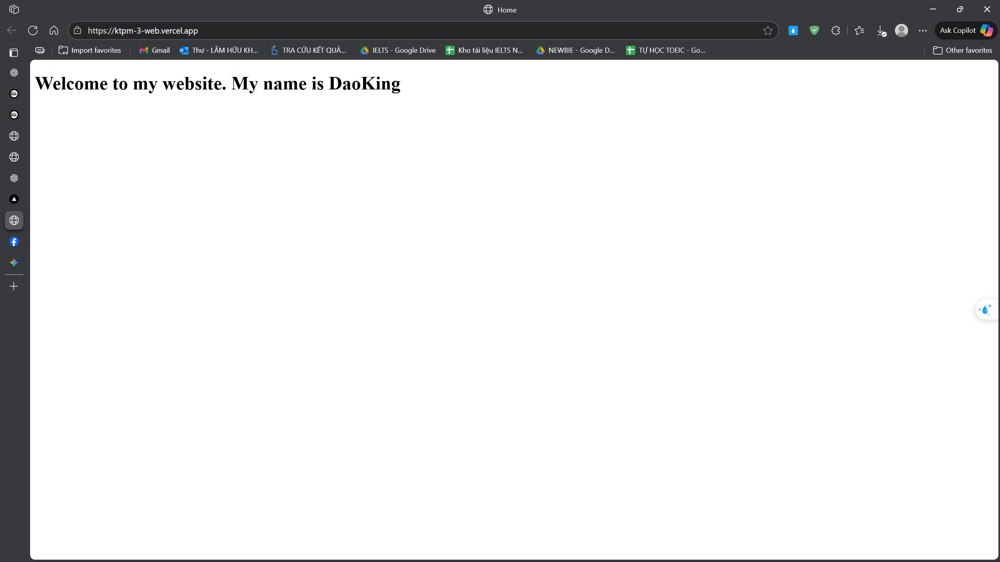 Home
https://ktpm-3-web.vercel.app
Ask Copilot
Import favorites
Gmail
Thư - LÂM HỮU KH...
TRA CỨU KẾT QUẢ...
IELTS - Google Drive
Kho tài liệu IELTS N...
NEWBIE - Google D...
TỰ HỌC TOEIC - Go...
Other favorites
Welcome to my website. My name is DaoKing